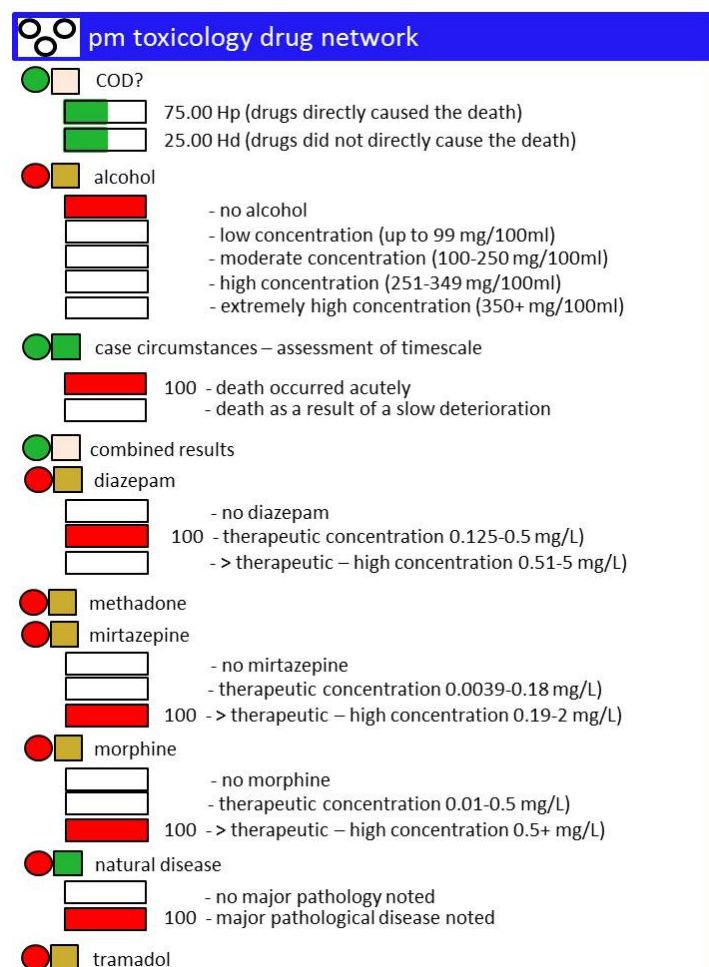 pm toxicology drug network
COD?
75.00 Hp (drugs directly caused the death)
25.00 Hd (drugs did not directly cause the death)
alcohol
- no alcohol
- low concentration (up to 99 mg/100ml)
- moderate concentration (100-250 mg/100ml)
- high concentration (251-349 mg/100ml)
- extremely high concentration (350+ mg/100ml)
case circumstances – assessment of timescale
100 - death occurred acutely
- death as a result of a slow deterioration
combined results
diazepam
- no diazepam
100 - therapeutic concentration 0.125-0.5 mg/L)
- > therapeutic – high concentration 0.51-5 mg/L)
methadone
mirtazepine
- no mirtazepine
- therapeutic concentration 0.0039-0.18 mg/L)
100 - > therapeutic – high concentration 0.19-2 mg/L)
morphine
- no morphine
- therapeutic concentration 0.01-0.5 mg/L)
100 - > therapeutic – high concentration 0.5+ mg/L)
natural disease
- no major pathology noted
100 - major pathological disease noted
tramadol